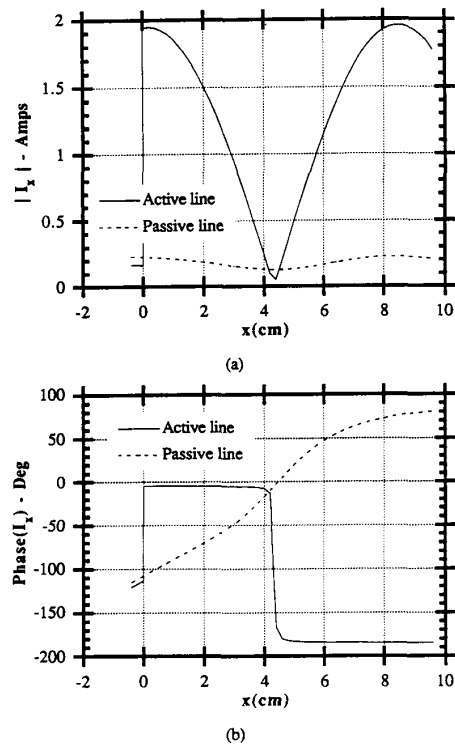 2
1.5
1
0.5
0
| I_x | - Amps
Active line
Passive line
-2 0 2 4 6 8 10
x(cm)
(a)
100
50
0
-50
-100
-150
-200
Phase(I_x) - Deg
Active line
Passive line
-2 0 2 4 6 8 10
x(cm)
(b)